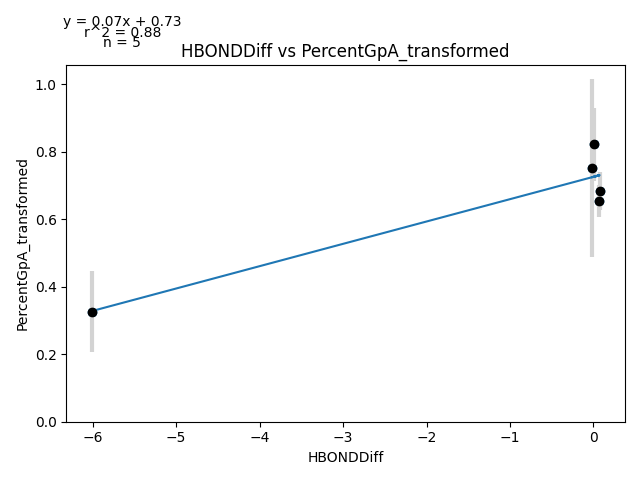 y = 0.07x + 0.73
r^2 = 0.88
n = 5
HBONDDiff vs PercentGpA_transformed
PercentGpA_transformed
1.0
0.8
0.6
0.4
0.2
0.0
−6 −5 −4 −3 −2 −1 0
HBONDDiff